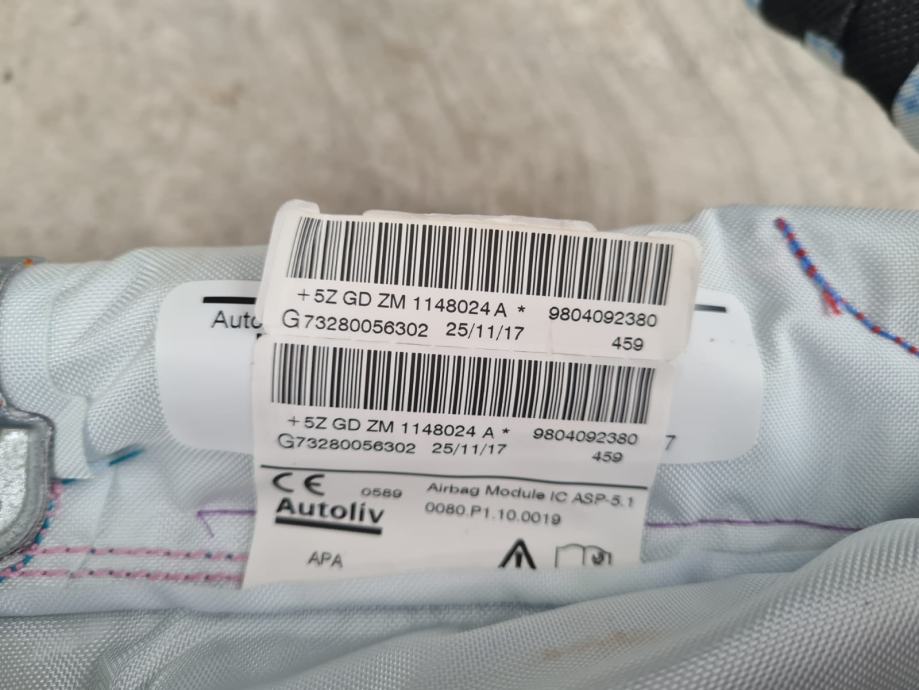 +5Z GD ZM 1148024 A * 9804092380
G73280056302 25/11/17 459
Auto
+5Z GD ZM 1148024 A * 9804092380
G73280056302 25/11/17 459
7
CE 0589 Airbag Module IC ASP-5.1
Autoliv 0080.P1.10.0019
APA